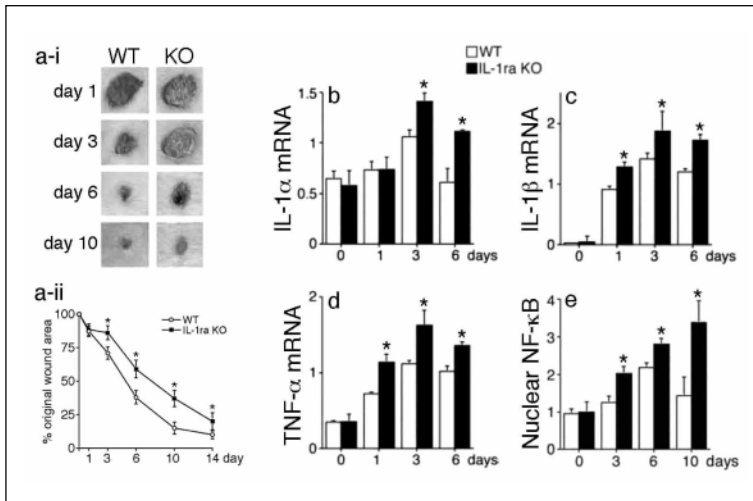 a-i WT KO
day 1
day 3
day 6
day 10
a-ii
WT
IL-1ra KO
% original wound area
100
75
50
25
0
1 3 6 10 14 day
WT
IL-1ra KO
b
IL-1α mRNA
1.5
1
0.5
0
0 1 3 6 days
* *
c
IL-1β mRNA
2
1
0
0 1 3 6 days
* * *
d
TNF-α mRNA
2
1
0
0 1 3 6 days
* * *
e
Nuclear NF-κB
4
3
2
1
0
0 3 6 10 days
* * *